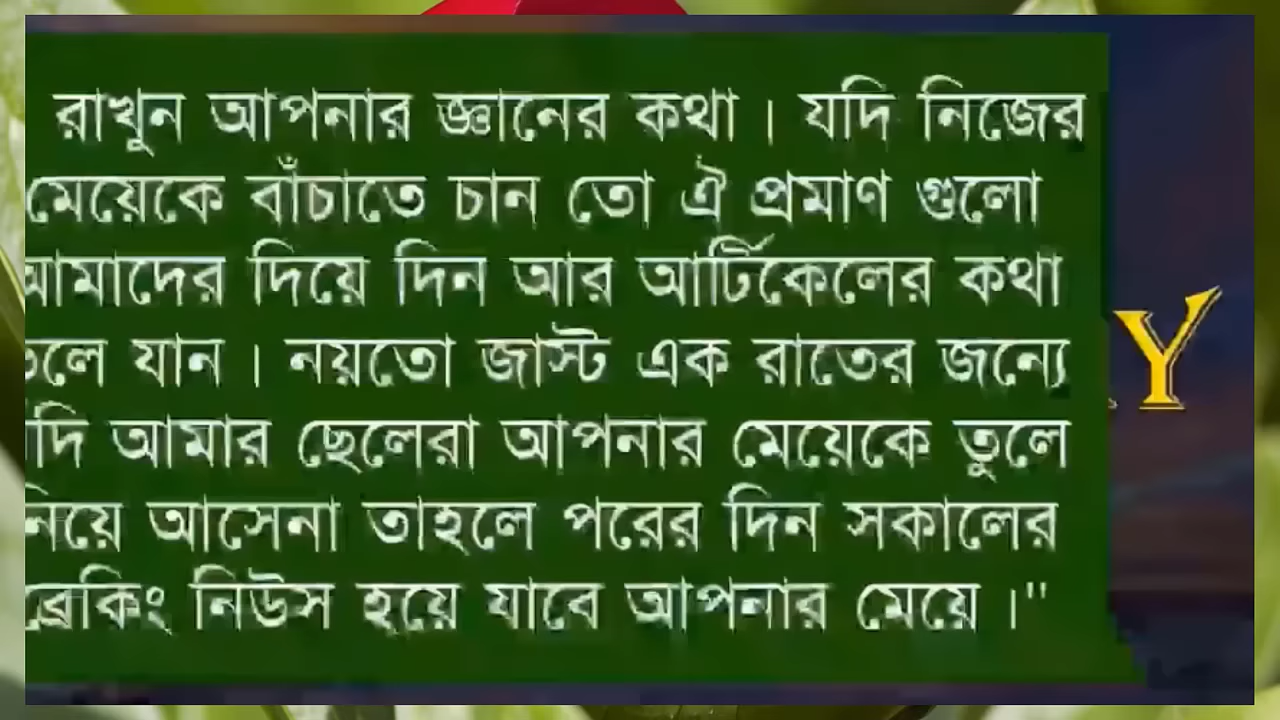 রাখুন আপনার জ্ঞানের কথা । যদি নিজের
মেয়েকে বাঁচাতে চান তো ঐ প্রমাণ গুলো
আমাদের দিয়ে দিন আর আর্টিকেলের কথা
যান । নয়তো জাস্ট এক রাতের জন্যে
আমার ছেলেরা আপনার মেয়েকে তুলে
নিয়ে আসেনা তাহলে পরের দিন সকালের
ব্রেকিং নিউস হয়ে যাবে আপনার মেয়ে ।"
Y